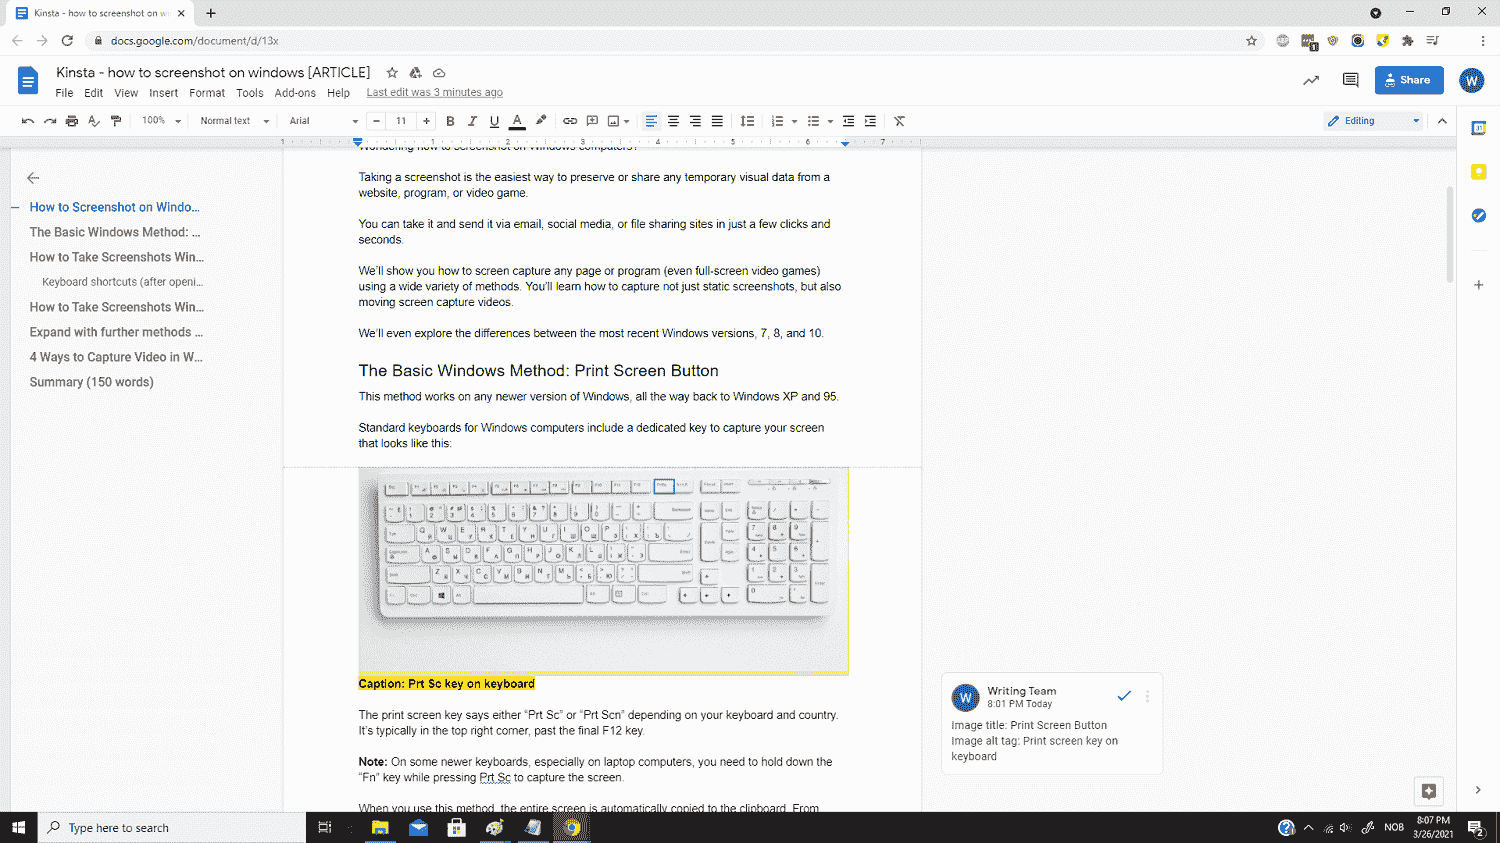 Kinsta - how to screenshot on wi
docs.google.com/document/d/13x
Kinsta - how to screenshot on windows [ARTICLE]
File Edit View Insert Format Tools Add-ons Help Last edit was 3 minutes ago
Share
W
100% Normal text Arial 11 B I U A Editing
1 1 2 3 4 5 6 7
How to Screenshot on Windo...
The Basic Windows Method: ...
How to Take Screenshots Win...
Keyboard shortcuts (after openi...
How to Take Screenshots Win...
Expand with further methods ...
4 Ways to Capture Video in W...
Summary (150 words)
Wondering how to screenshot on Windows computers?
Taking a screenshot is the easiest way to preserve or share any temporary visual data from a
website, program, or video game.
You can take it and send it via email, social media, or file sharing sites in just a few clicks and
seconds.
We'll show you how to screen capture any page or program (even full-screen video games)
using a wide variety of methods. You'll learn how to capture not just static screenshots, but also
moving screen capture videos.
We'll even explore the differences between the most recent Windows versions, 7, 8, and 10.
The Basic Windows Method: Print Screen Button
This method works on any newer version of Windows, all the way back to Windows XP and 95.
Standard keyboards for Windows computers include a dedicated key to capture your screen
that looks like this:
Caption: Prt Sc key on keyboard
The print screen key says either “Prt Sc” or “Prt Scn” depending on your keyboard and country.
It's typically in the top right corner, past the final F12 key.
Note: On some newer keyboards, especially on laptop computers, you need to hold down the
“Fn” key while pressing Prt Sc to capture the screen.
When you use this method, the entire screen is automatically copied to the clipboard. From
W
Writing Team
8:01 PM Today
Image title: Print Screen Button
Image alt tag: Print screen key on
keyboard
Type here to search
NOB
8:07 PM
3/26/2021
2